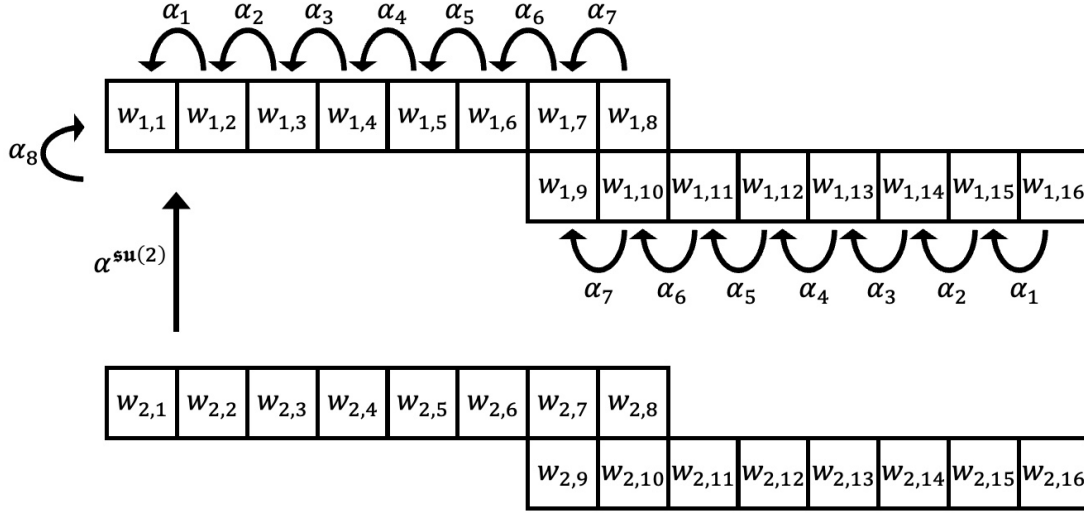 α₁ α₂ α₃ α₄ α₅ α₆ α₇
w₁,₁ w₁,₂ w₁,₃ w₁,₄ w₁,₅ w₁,₆ w₁,₇ w₁,₈
α₈
w₁,₉ w₁,₁₀ w₁,₁₁ w₁,₁₂ w₁,₁₃ w₁,₁₄ w₁,₁₅ w₁,₁₆
α^𝔰𝔲(2)
α₇ α₆ α₅ α₄ α₃ α₂ α₁
w₂,₁ w₂,₂ w₂,₃ w₂,₄ w₂,₅ w₂,₆ w₂,₇ w₂,₈
w₂,₉ w₂,₁₀ w₂,₁₁ w₂,₁₂ w₂,₁₃ w₂,₁₄ w₂,₁₅ w₂,₁₆